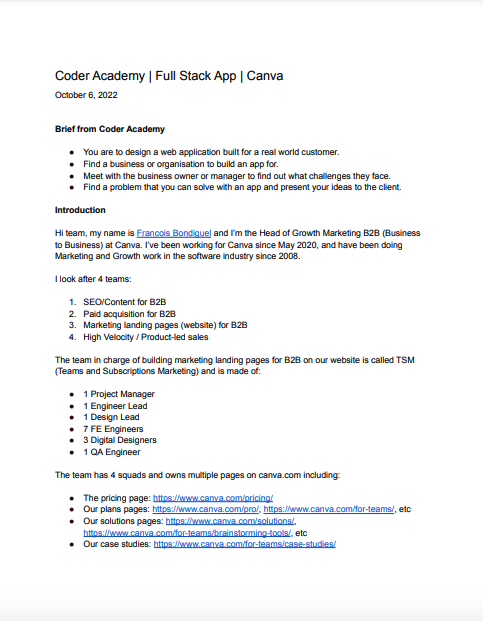 Coder Academy | Full Stack App | Canva
October 6, 2022
Brief from Coder Academy
● You are to design a web application built for a real world customer.
● Find a business or organisation to build an app for.
● Meet with the business owner or manager to find out what challenges they face.
● Find a problem that you can solve with an app and present your ideas to the client.
Introduction
Hi team, my name is Francois Bondiguel and I'm the Head of Growth Marketing B2B (Business
to Business) at Canva. I've been working for Canva since May 2020, and have been doing
Marketing and Growth work in the software industry since 2008.
I look after 4 teams:
1. SEO/Content for B2B
2. Paid acquisition for B2B
3. Marketing landing pages (website) for B2B
4. High Velocity / Product-led sales
The team in charge of building marketing landing pages for B2B on our website is called TSM
(Teams and Subscriptions Marketing) and is made of:
● 1 Project Manager
● 1 Engineer Lead
● 1 Design Lead
● 7 FE Engineers
● 3 Digital Designers
● 1 QA Engineer
The team has 4 squads and owns multiple pages on canva.com including:
● The pricing page: https://www.canva.com/pricing/
● Our plans pages: https://www.canva.com/pro/, https://www.canva.com/for-teams/, etc
● Our solutions pages: https://www.canva.com/solutions/,
https://www.canva.com/for-teams/brainstorming-tools/, etc
● Our case studies: https://www.canva.com/for-teams/case-studies/